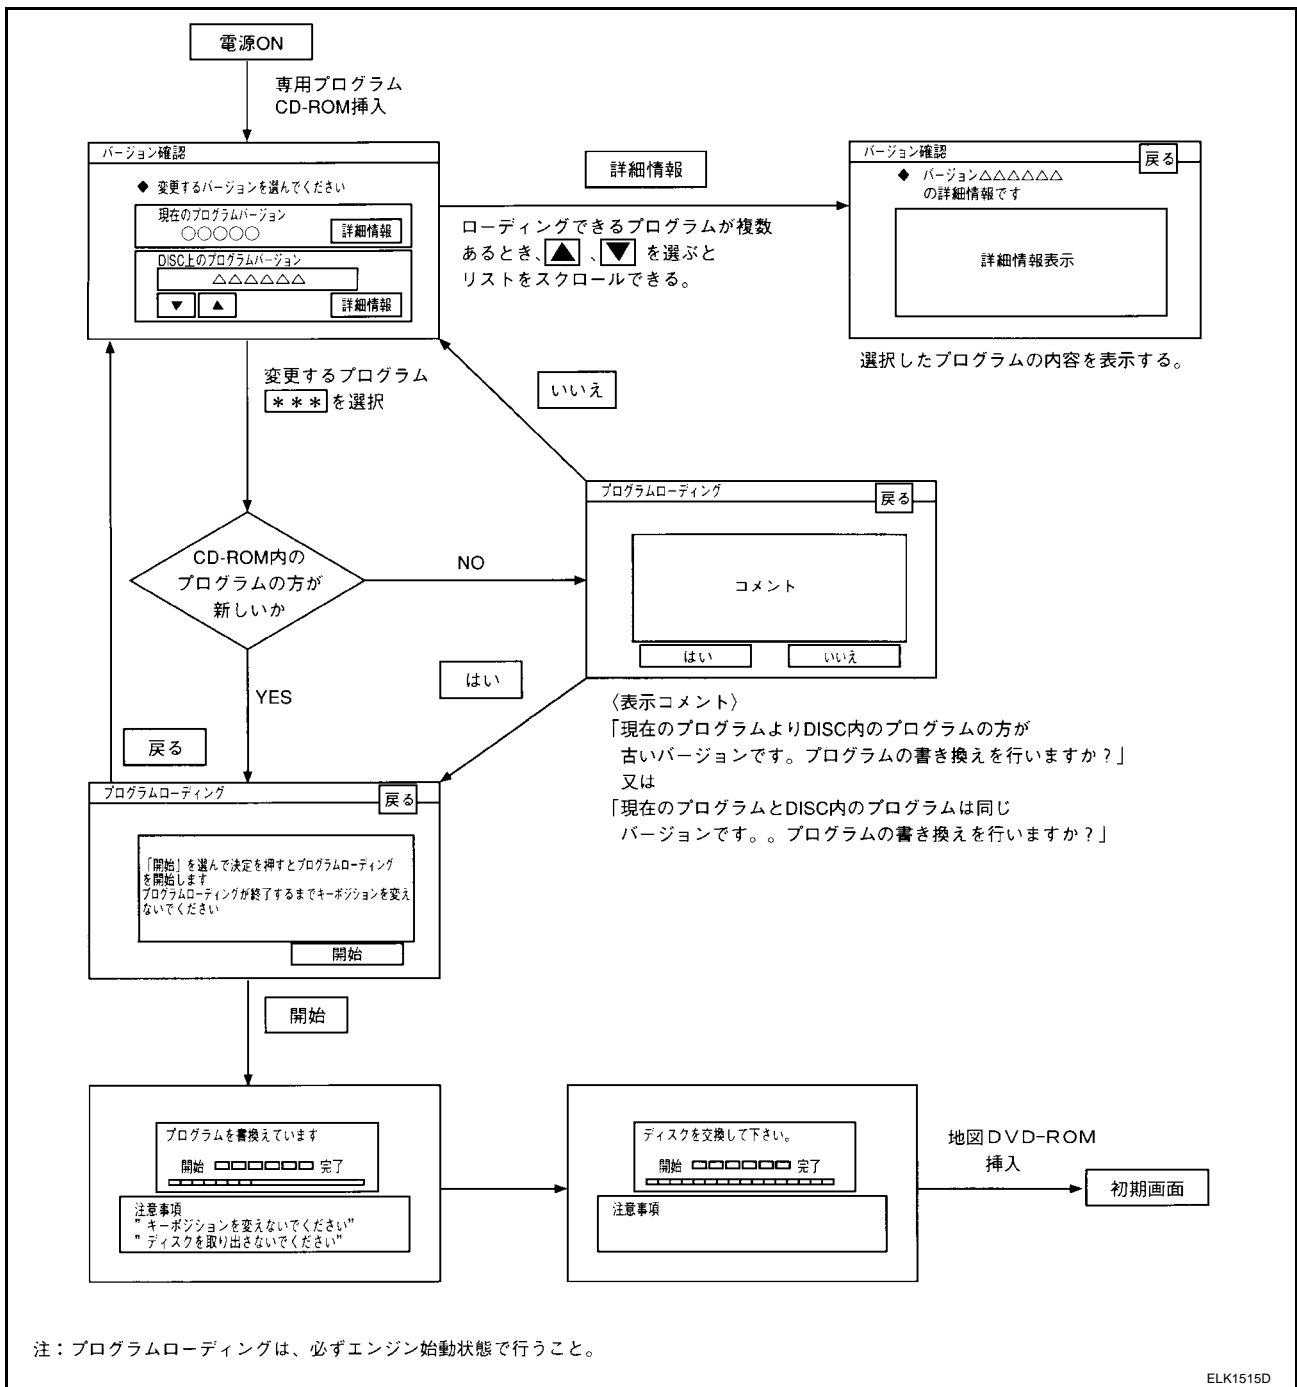 電源ON
専用プログラム
CD-ROM挿入
バージョン確認
◆ 変更するバージョンを選んでください
現在のプログラムバージョン
○○○○○
詳細情報
DISC上のプログラムバージョン
△△△△△△
▼ ▲
詳細情報
詳細情報
ローディングできるプログラムが複数
あるとき、▲、▼を選ぶと
リストをスクロールできる。
バージョン確認
戻る
◆ バージョン△△△△△△
の詳細情報です
詳細情報表示
選択したプログラムの内容を表示する。
変更するプログラム
***を選択
いいえ
CD-ROM内の
プログラムの方が
新しいか
NO
YES
プログラムローディング
戻る
コメント
はい
いいえ
はい
〈表示コメント〉
「現在のプログラムよりDISC内のプログラムの方が
古いバージョンです。プログラムの書き換えを行いますか？」
又は
「現在のプログラムとDISC内のプログラムは同じ
バージョンです。。プログラムの書き換えを行いますか？」
戻る
プログラムローディング
戻る
「開始」を選んで決定を押すとプログラムローディング
を開始します
プログラムローディングが終了するまでキーポジションを変え
ないでください
開始
開始
プログラムを書換えています
開始 完了
注意事項
” キーポジションを変えないでください”
” ディスクを取り出さないでください”
ディスクを交換して下さい。
開始 完了
注意事項
地図DVD-ROM
挿入
初期画面
注：プログラムローディングは、必ずエンジン始動状態で行うこと。
ELK1515D